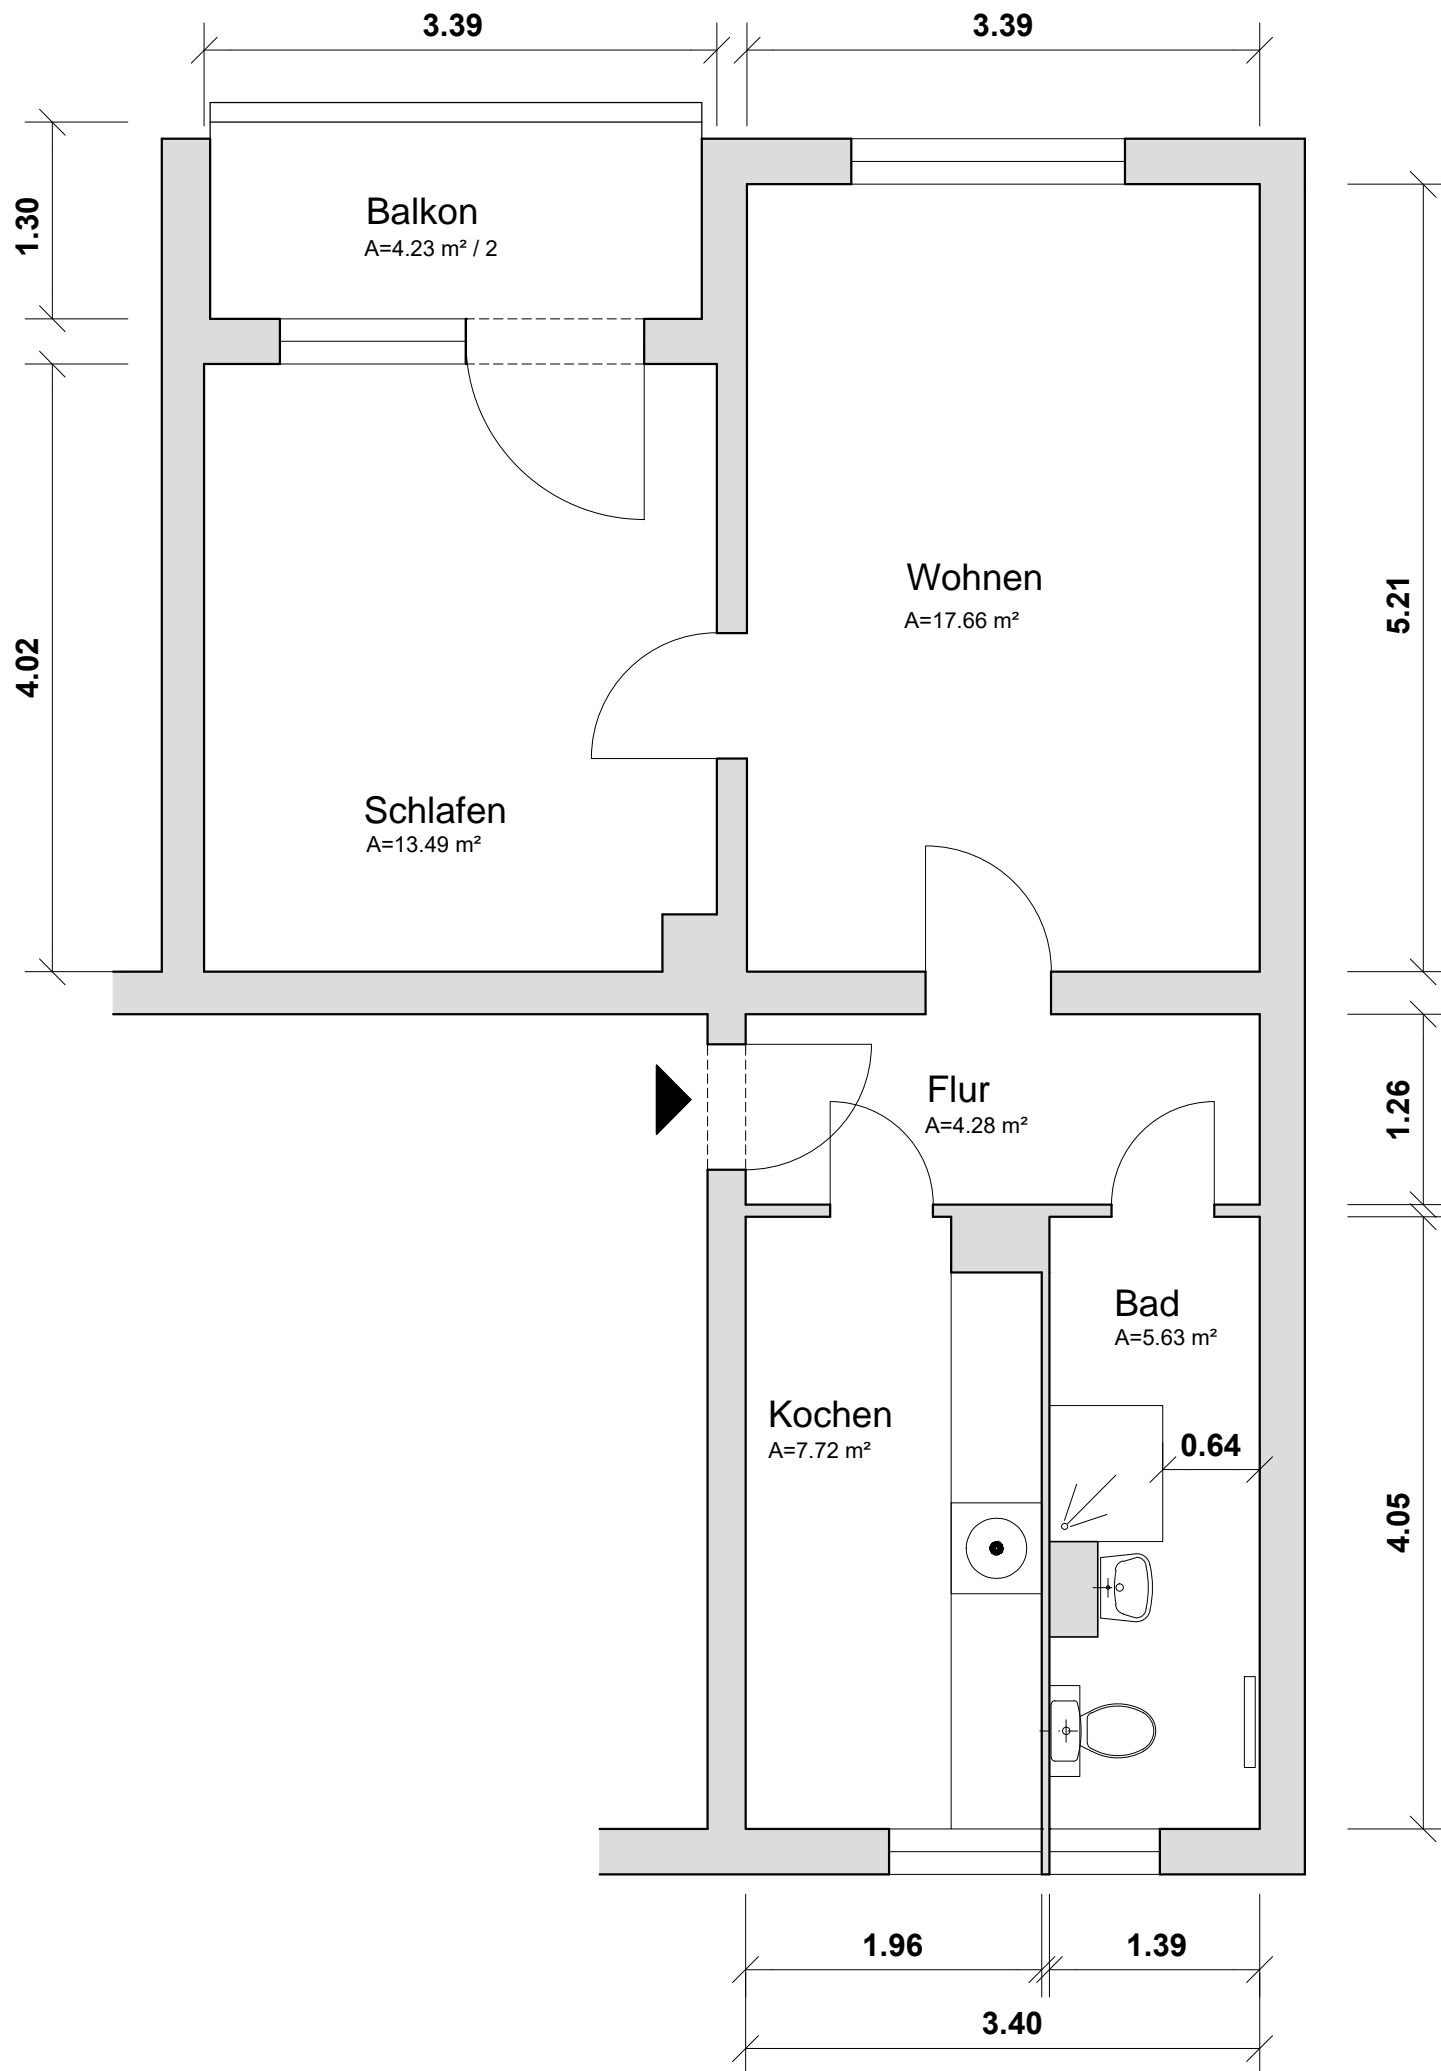 3.39
3.39
1.30
Balkon
A=4.23 m² / 2
4.02
Wohnen
A=17.66 m²
5.21
Schlafen
A=13.49 m²
Flur
A=4.28 m²
1.26
Bad
A=5.63 m²
Kochen
A=7.72 m²
0.64
4.05
1.96
1.39
3.40